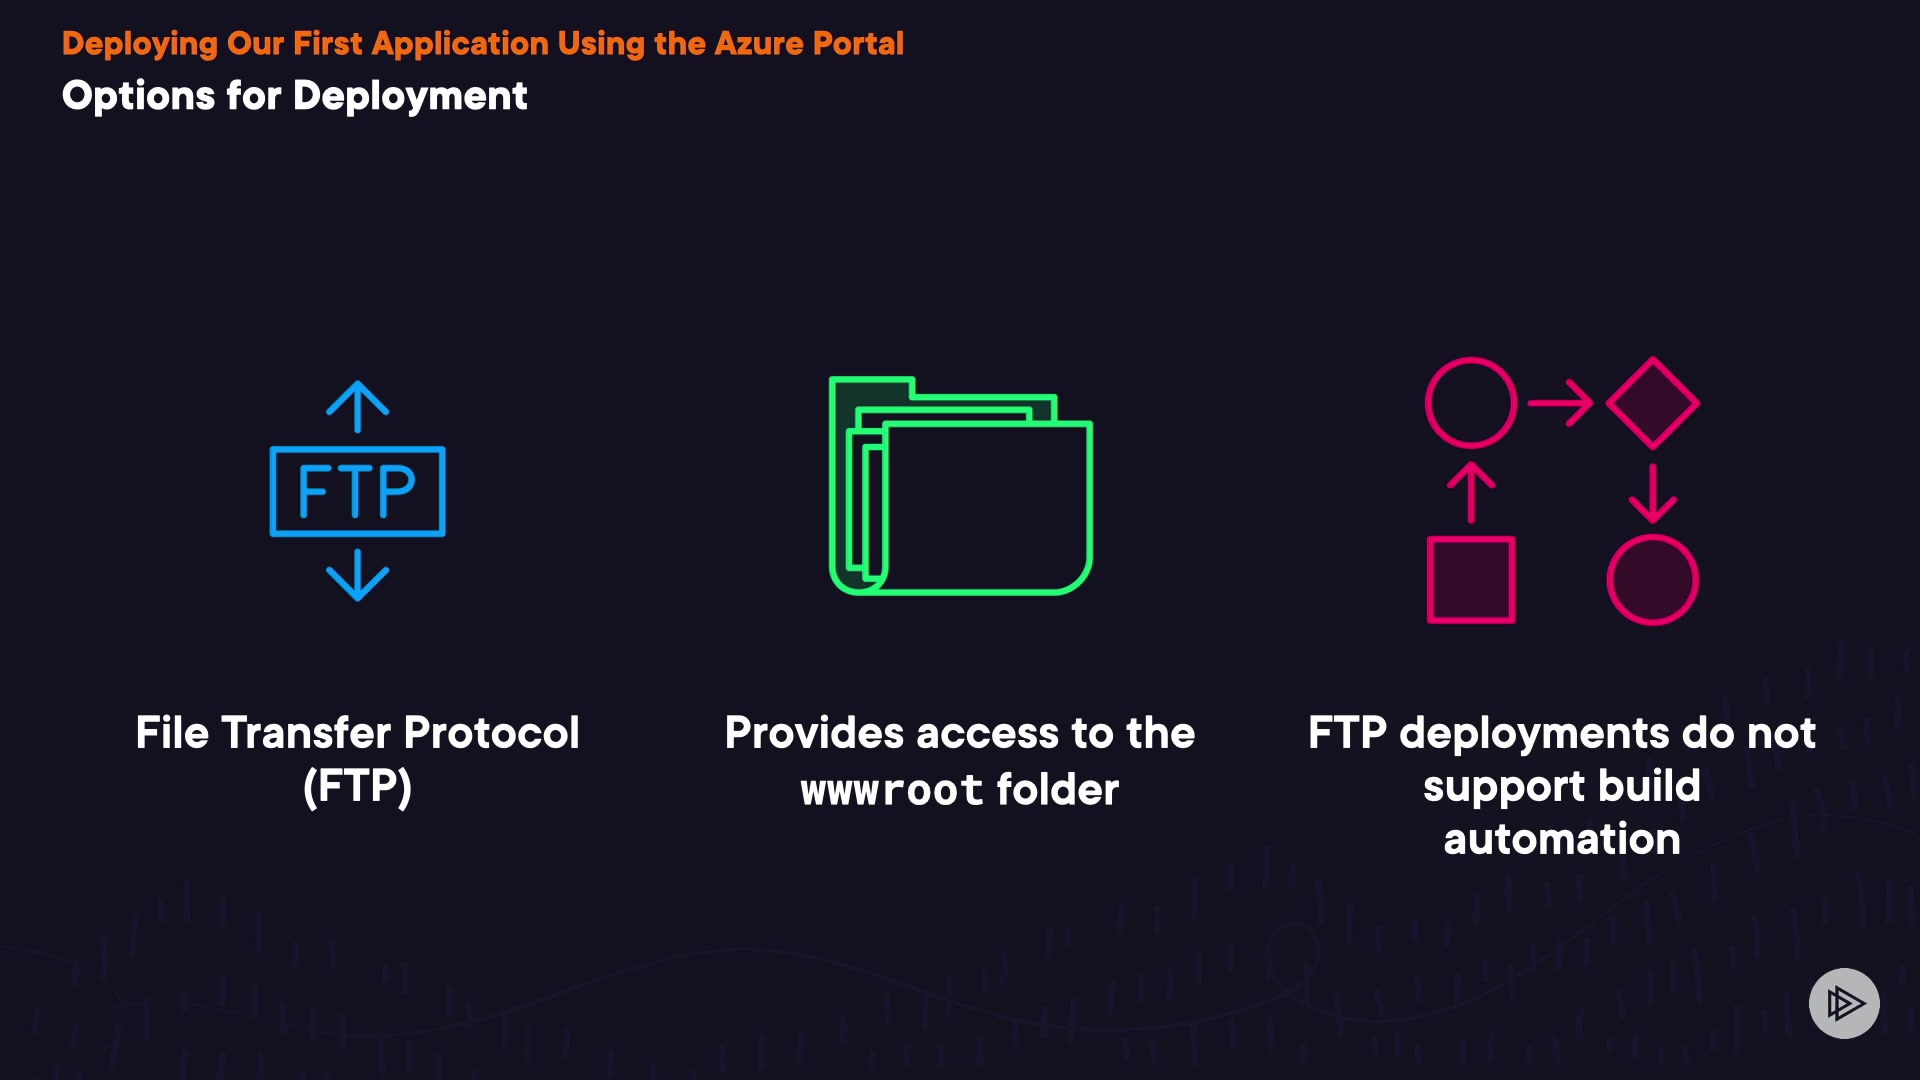 Deploying Our First Application Using the Azure Portal
Options for Deployment
FTP
File Transfer Protocol
(FTP)
Provides access to the
wwwroot folder
FTP deployments do not
support build
automation